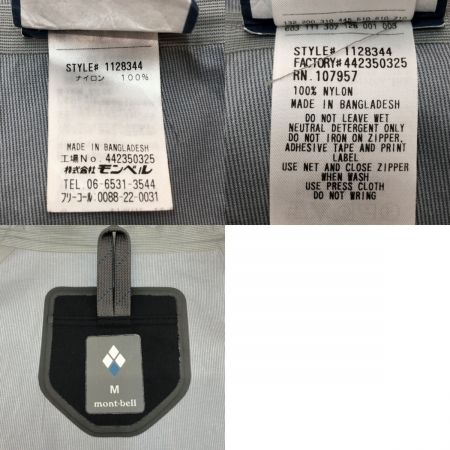 STYLE# 1128344
ナイロン 100%
MADE IN BANGLADESH
工場No. 442350325
株式会社モンベル
TEL. 06-6531-3544
フリーコール. 0088-22-0031
STYLE# 1128344
FACTORY#442350325
RN. 107957
100% NYLON
MADE IN BANGLADESH
DO NOT LEAVE WET
NEUTRAL DETERGENT ONLY
DO NOT IRON ON ZIPPER,
ADHESIVE TAPE AND PRINT
LABEL
USE NET AND CLOSE ZIPPER
WHEN WASH
USE PRESS CLOTH
DO NOT WRING
M
mont-bell